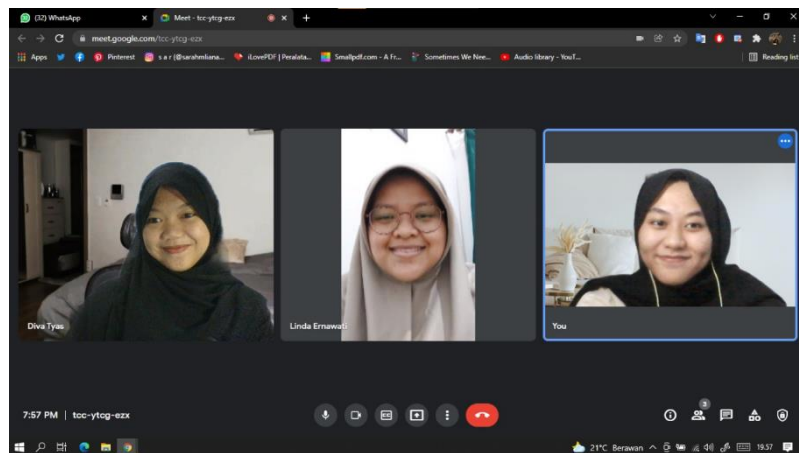 (32) WhatsApp
Meet - tcc-ytcg-ezx
meet.google.com/tcc-ytcg-ezx
Apps
Pinterest
s a r (@sarahmliana...
iLovePDF | Peralata...
Smallpdf.com - A Fr...
Sometimes We Nee...
Audio library - YouT...
Reading list
Diva Tyas
Linda Ernawati
You
7:57 PM | tcc-ytcg-ezx
3
21°C Berawan
19.57